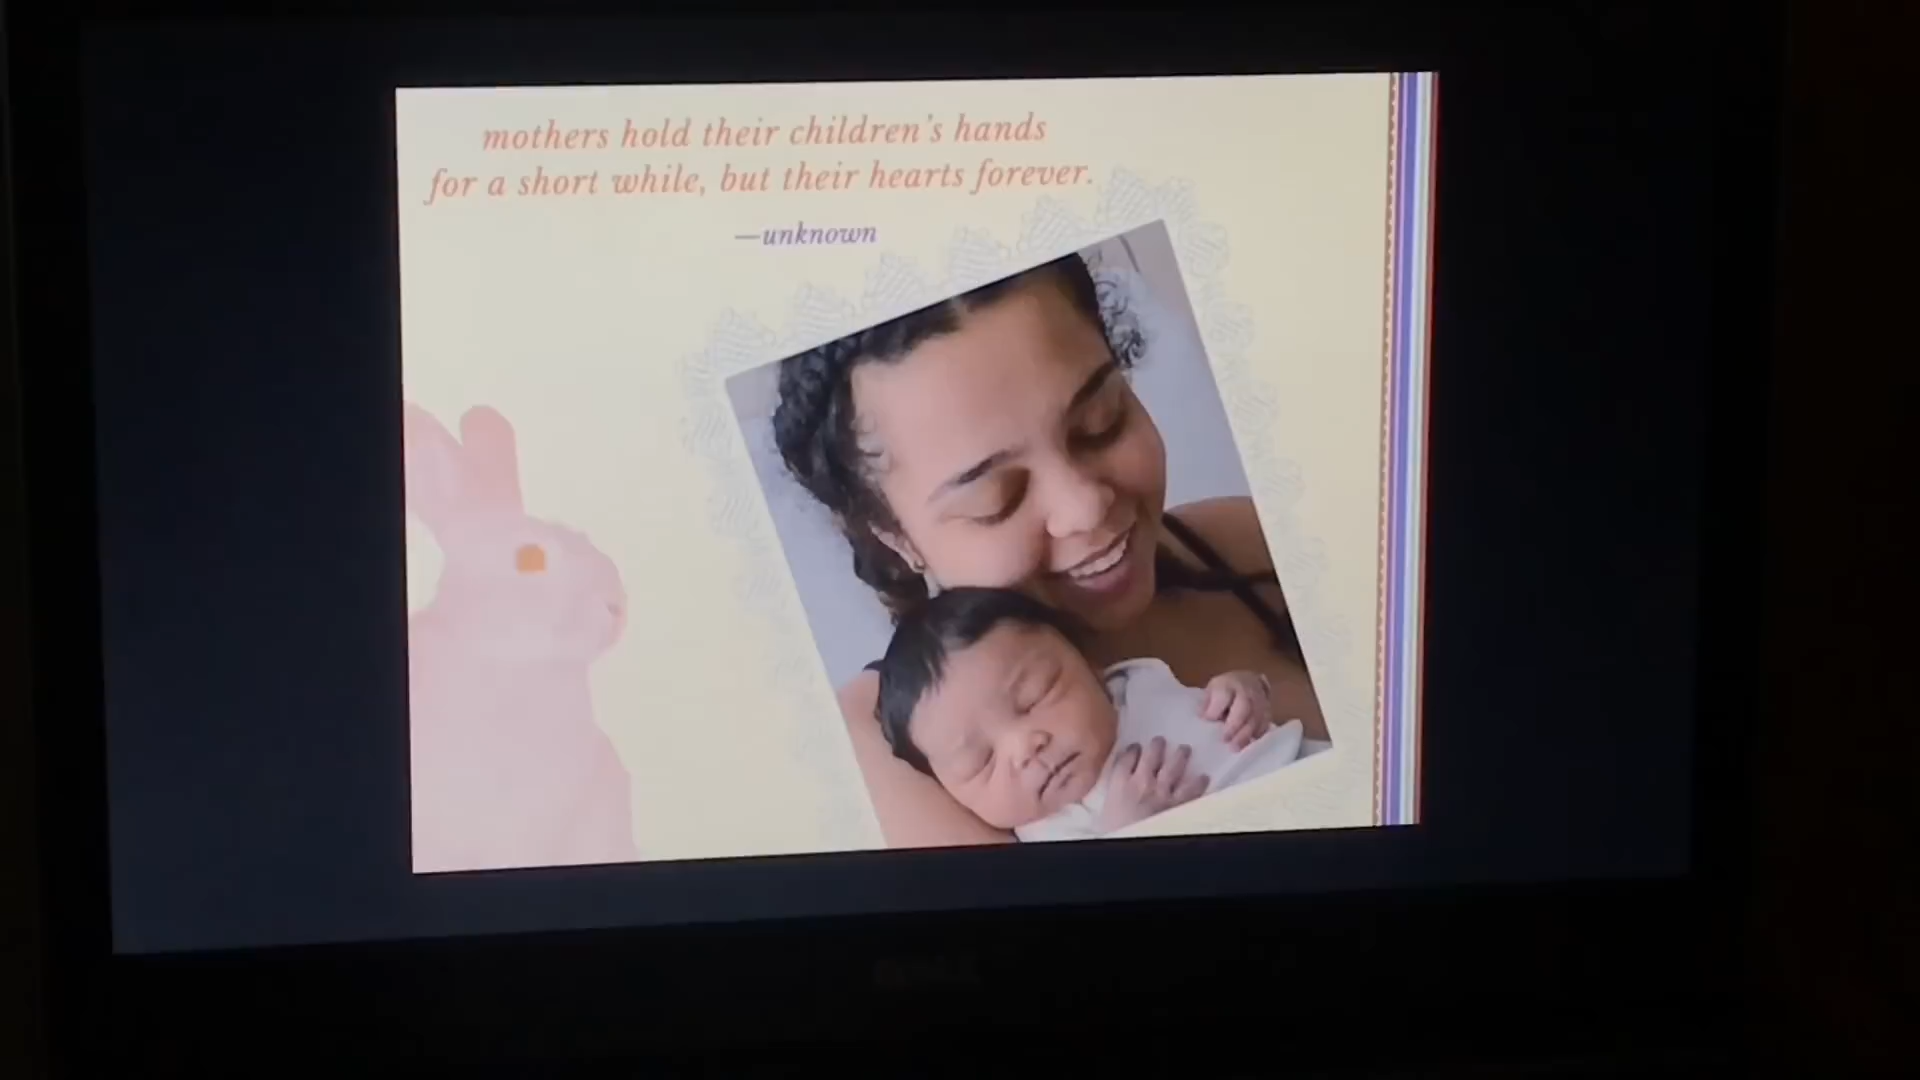 mothers hold their children's hands
for a short while, but their hearts forever.
—unknown